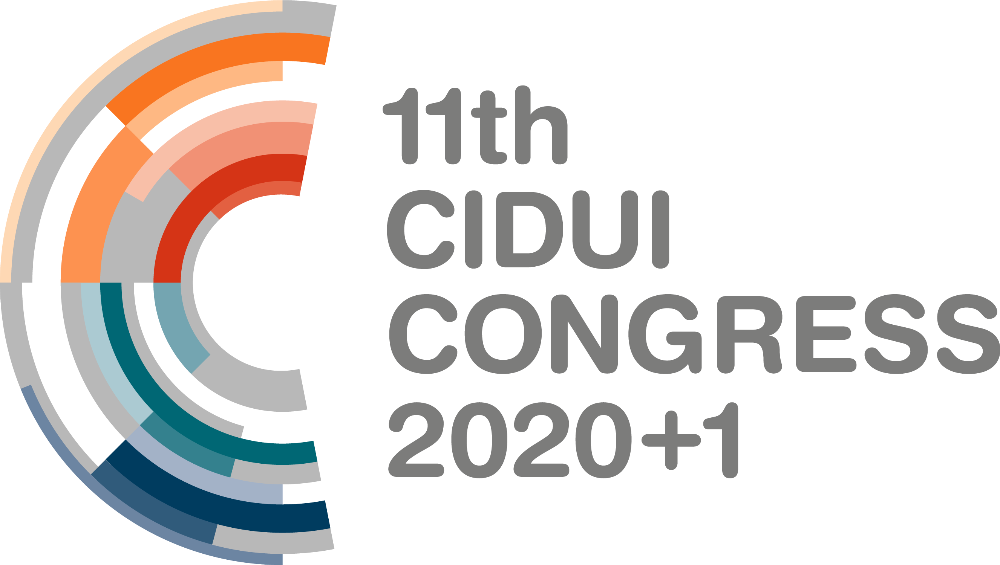 11th
CIDUI
CONGRESS
2020+1